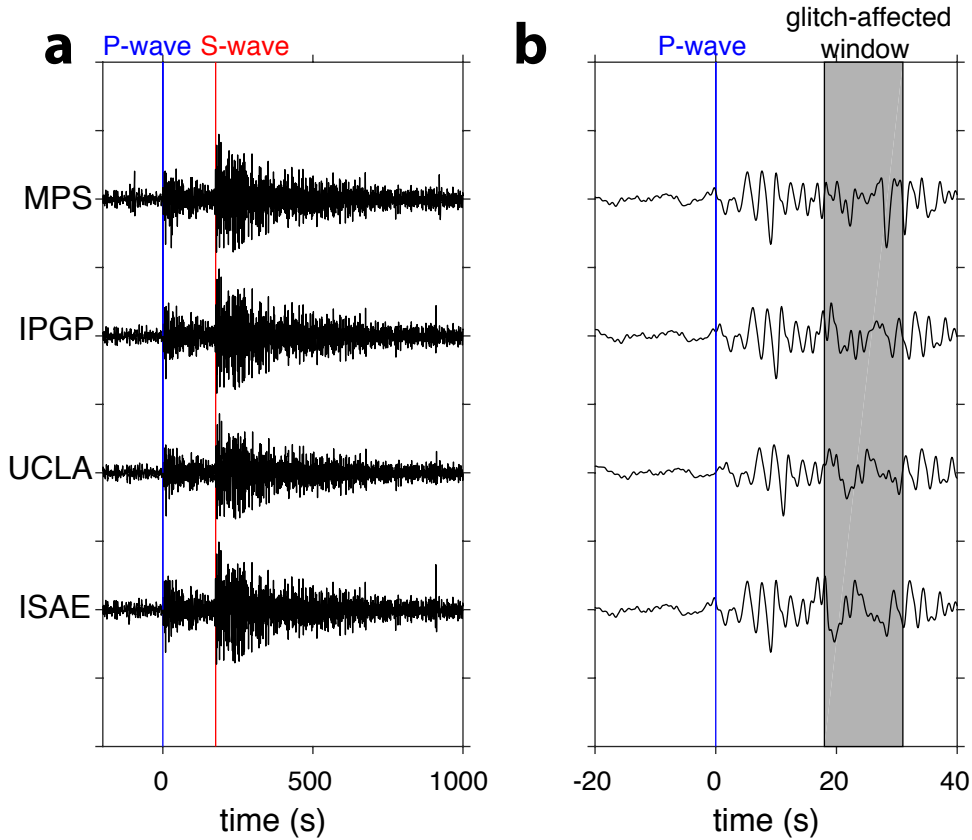 a
P-wave S-wave
MPS
IPGP
UCLA
ISAE
0 500 1000
time (s)
b
P-wave
glitch-affected
window
-20 0 20 40
time (s)